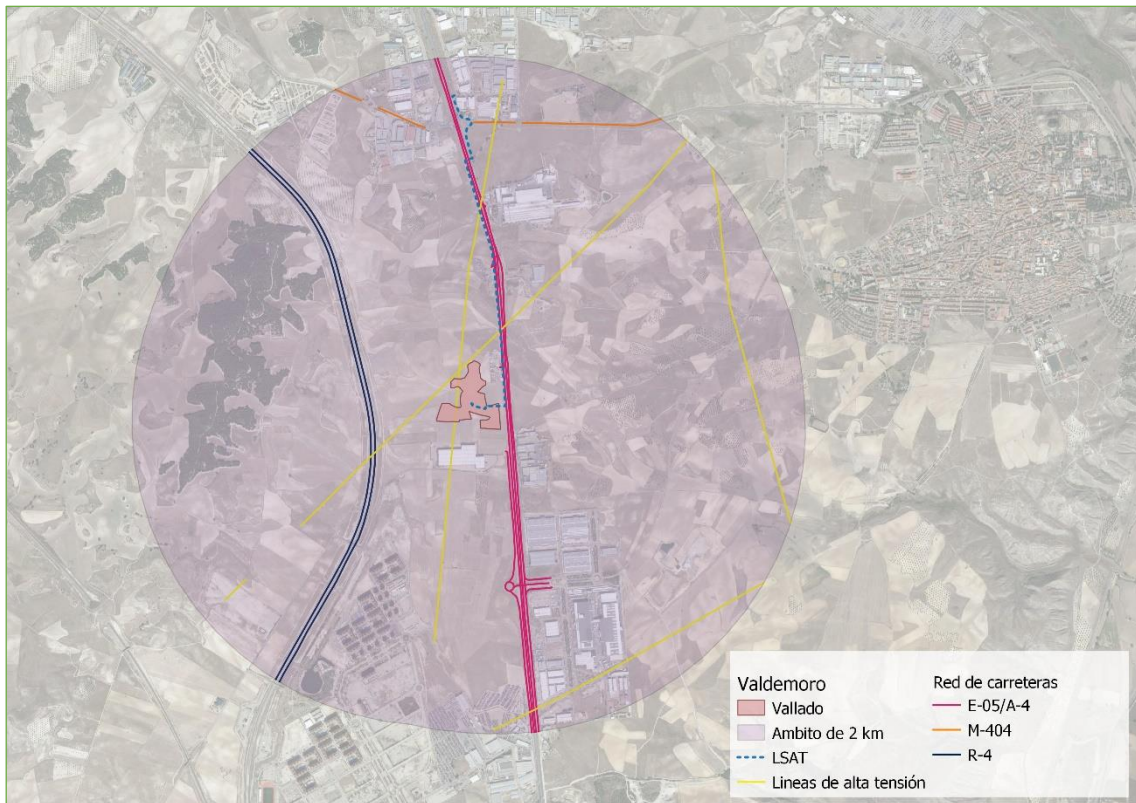 Valdemoro
Vallado
Ambito de 2 km
LSAT
Lineas de alta tensión
Red de carreteras
E-05/A-4
M-404
R-4